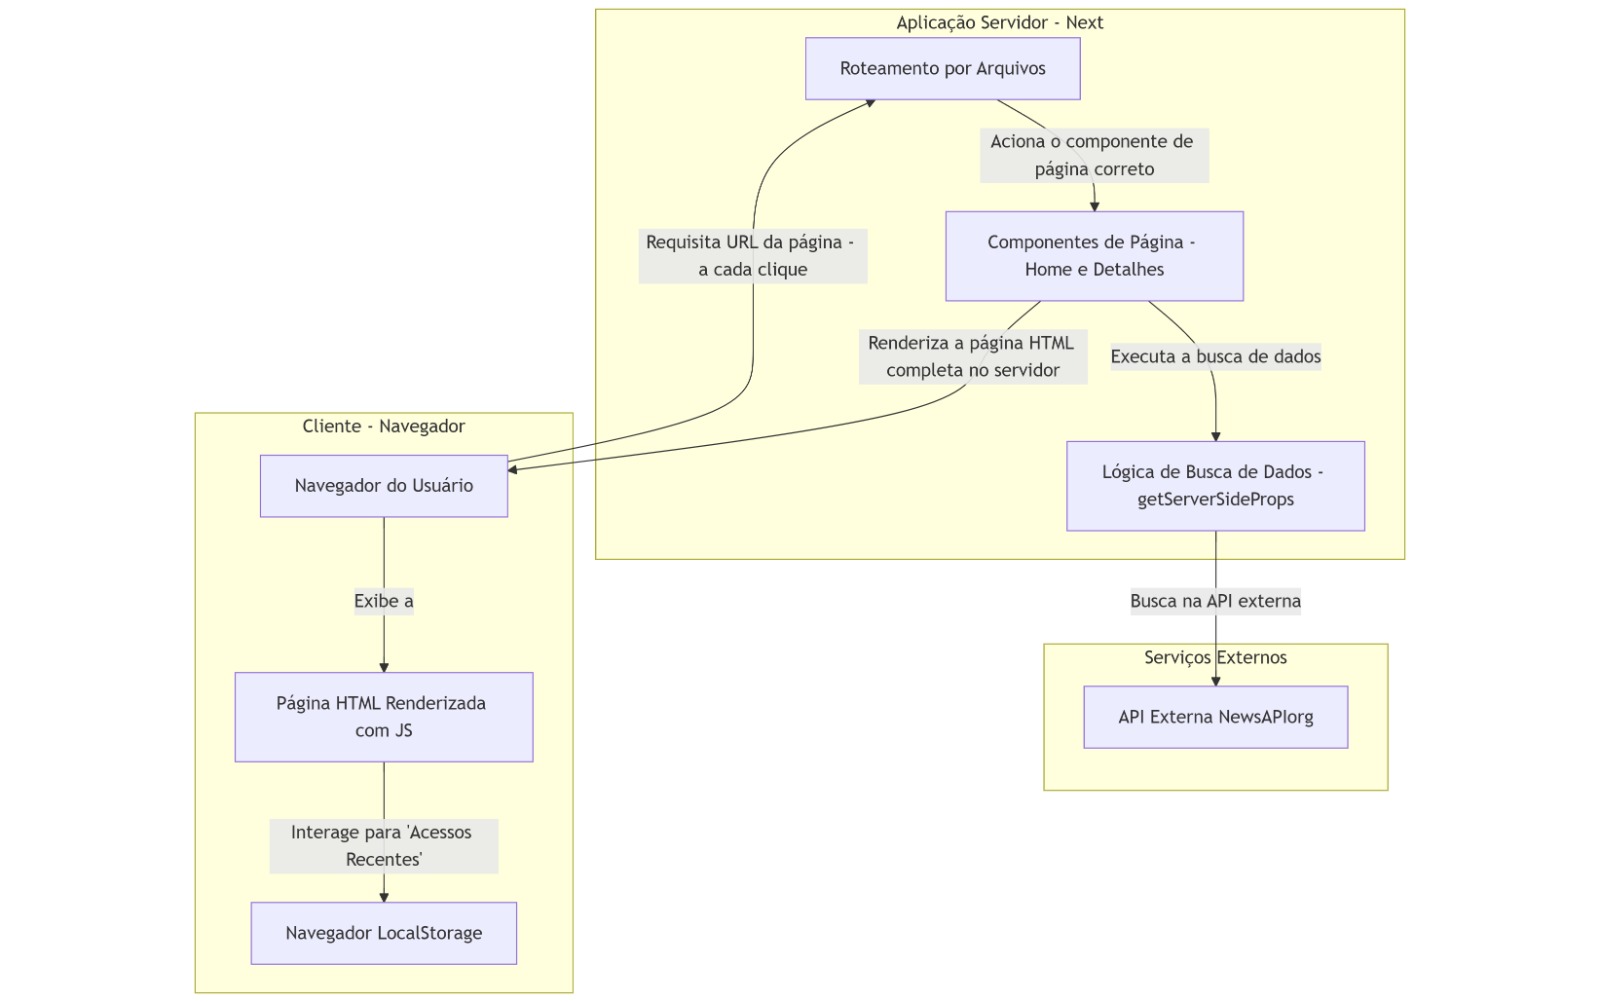 Aplicação Servidor - Next
Roteamento por Arquivos
Aciona o componente de
página correto
Requisita URL da página -
a cada clique
Componentes de Página -
Home e Detalhes
Renderiza a página HTML
completa no servidor
Executa a busca de dados
Lógica de Busca de Dados -
getServerSideProps
Cliente - Navegador
Navegador do Usuário
Exibe a
Página HTML Renderizada
com JS
Interage para 'Acessos
Recentes'
Navegador LocalStorage
Busca na API externa
Serviços Externos
API Externa NewsAPIorg